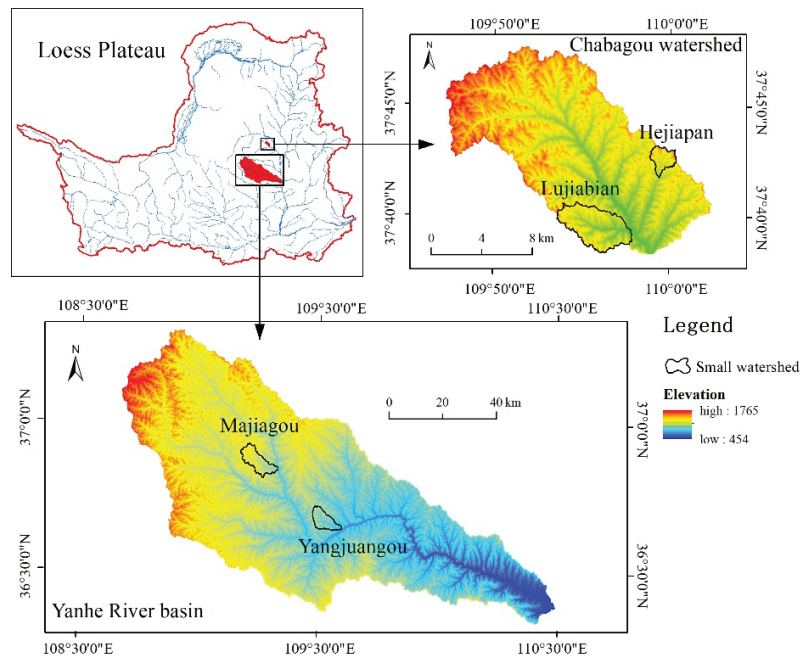 Loess Plateau
109°50'0"E
110°0'0"E
N
Chabagou watershed
37°45'0"N
37°45'0"N
Hejiapan
Lujiabian
37°40'0"N
37°40'0"N
0 4 8 km
109°50'0"E
110°0'0"E
108°30'0"E
109°30'0"E
110°30'0"E
Legend
N
Small watershed
Elevation
high : 1765
low : 454
0 20 40 km
37°0'0"N
37°0'0"N
Majiagou
Yangjuangou
36°30'0"N
36°30'0"N
Yanhe River basin
108°30'0"E
109°30'0"E
110°30'0"E